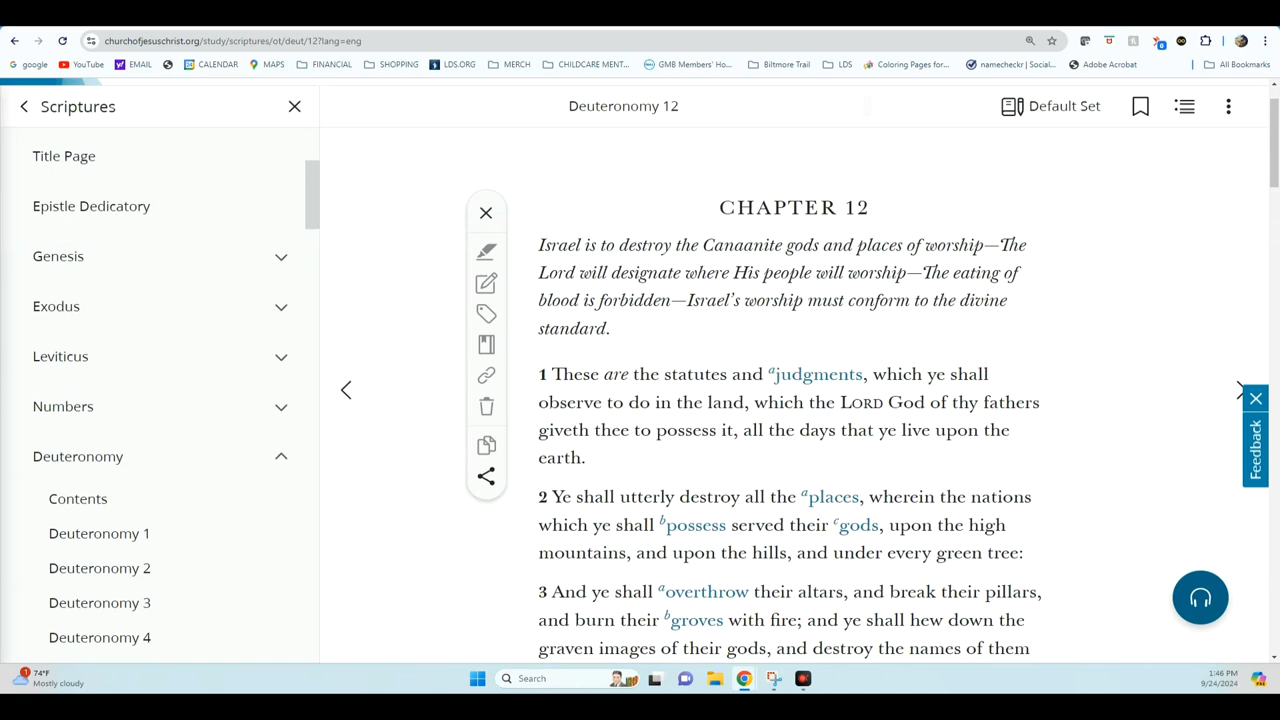 churchofjesuschrist.org/study/scriptures/ot/deut/12?lang=eng
google YouTube EMAIL CALENDAR MAPS FINANCIAL SHOPPING LDS.ORG MERCH CHILDCARE MENT... GMB Members' Ho... Biltmore Trail LDS Coloring Pages for... namecheckr | Social... Adobe Acrobat All Bookmarks
Scriptures
Deuteronomy 12
Default Set
Title Page
Epistle Dedicatory
Genesis
Exodus
Leviticus
Numbers
Deuteronomy
Contents
Deuteronomy 1
Deuteronomy 2
Deuteronomy 3
Deuteronomy 4
CHAPTER 12
Israel is to destroy the Canaanite gods and places of worship—The
Lord will designate where His people will worship—The eating of
blood is forbidden—Israel's worship must conform to the divine
standard.
1 These are the statutes and a judgments, which ye shall
observe to do in the land, which the LORD God of thy fathers
giveth thee to possess it, all the days that ye live upon the
earth.
2 Ye shall utterly destroy all the a places, wherein the nations
which ye shall b possess served their c gods, upon the high
mountains, and upon the hills, and under every green tree:
3 And ye shall a overthrow their altars, and break their pillars,
and burn their b groves with fire; and ye shall hew down the
graven images of their gods, and destroy the names of them
Feedback
1
74°F
Mostly cloudy
Search
1:46 PM
9/24/2024